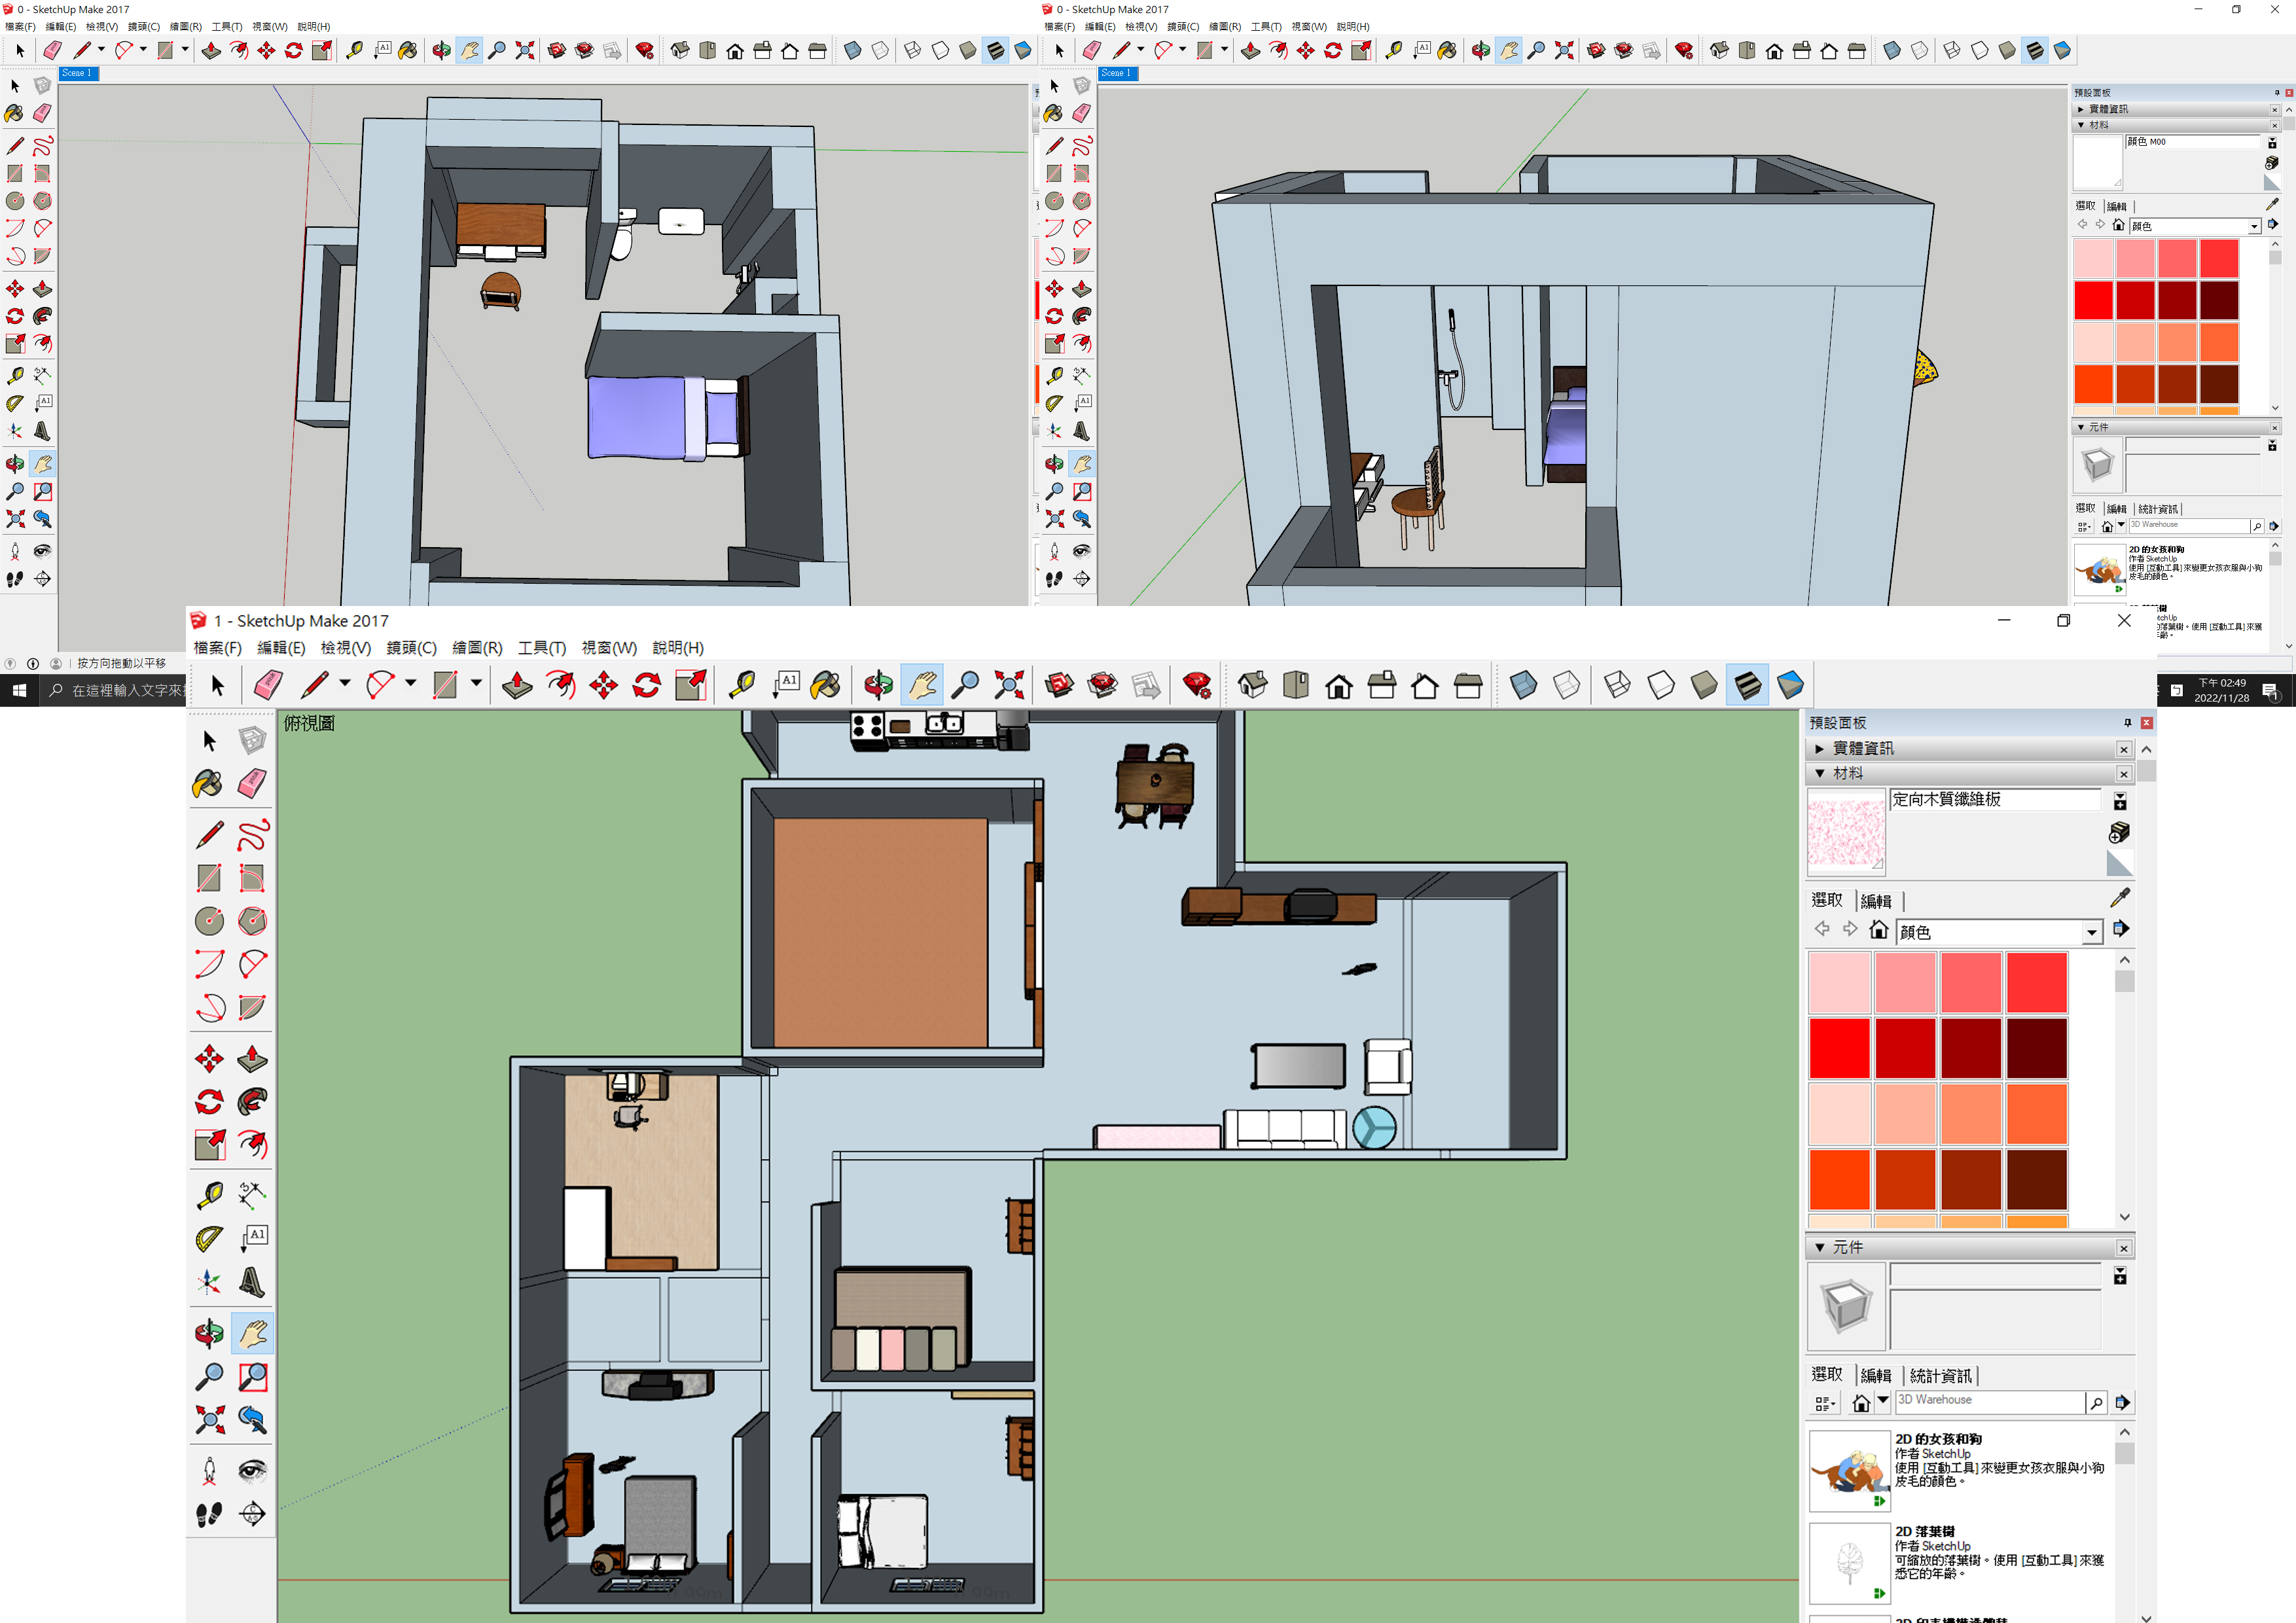 0 - SketchUp Make 2017
檔案(F) 編輯(E) 檢視(V) 鏡頭(C) 繪圖(R) 工具(T) 視窗(W) 說明(H)
Scene 1
0 - SketchUp Make 2017
檔案(F) 編輯(E) 檢視(V) 鏡頭(C) 繪圖(R) 工具(T) 視窗(W) 說明(H)
Scene 1
預設面板
實體資訊
材料
顏色 M00
選取 編輯
顏色
元件
選取 編輯 統計資訊
3D Warehouse
2D 的女孩和狗
作者 SketchUp
使用 [互動工具] 來變更女孩衣服與小狗
皮毛的顏色。
按方向拖動以平移
在這裡輸入文字來
下午 02:49
2022/11/28
1 - SketchUp Make 2017
檔案(F) 編輯(E) 檢視(V) 鏡頭(C) 繪圖(R) 工具(T) 視窗(W) 說明(H)
俯視圖
預設面板
實體資訊
材料
定向木質纖維板
選取 編輯
顏色
元件
選取 編輯 統計資訊
3D Warehouse
2D 的女孩和狗
作者 SketchUp
使用 [互動工具] 來變更女孩衣服與小狗
皮毛的顏色。
2D 落葉樹
作者 SketchUp
可縮放的落葉樹。使用 [互動工具] 來獲
悉它的年齡。